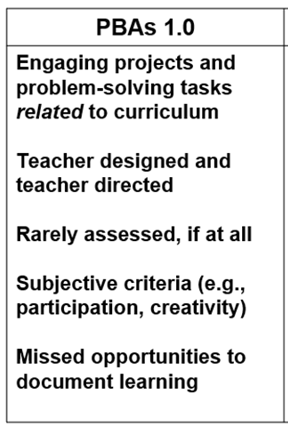 PBAs 1.0
Engaging projects and
problem-solving tasks
related to curriculum
Teacher designed and
teacher directed
Rarely assessed, if at all
Subjective criteria (e.g.,
participation, creativity)
Missed opportunities to
document learning